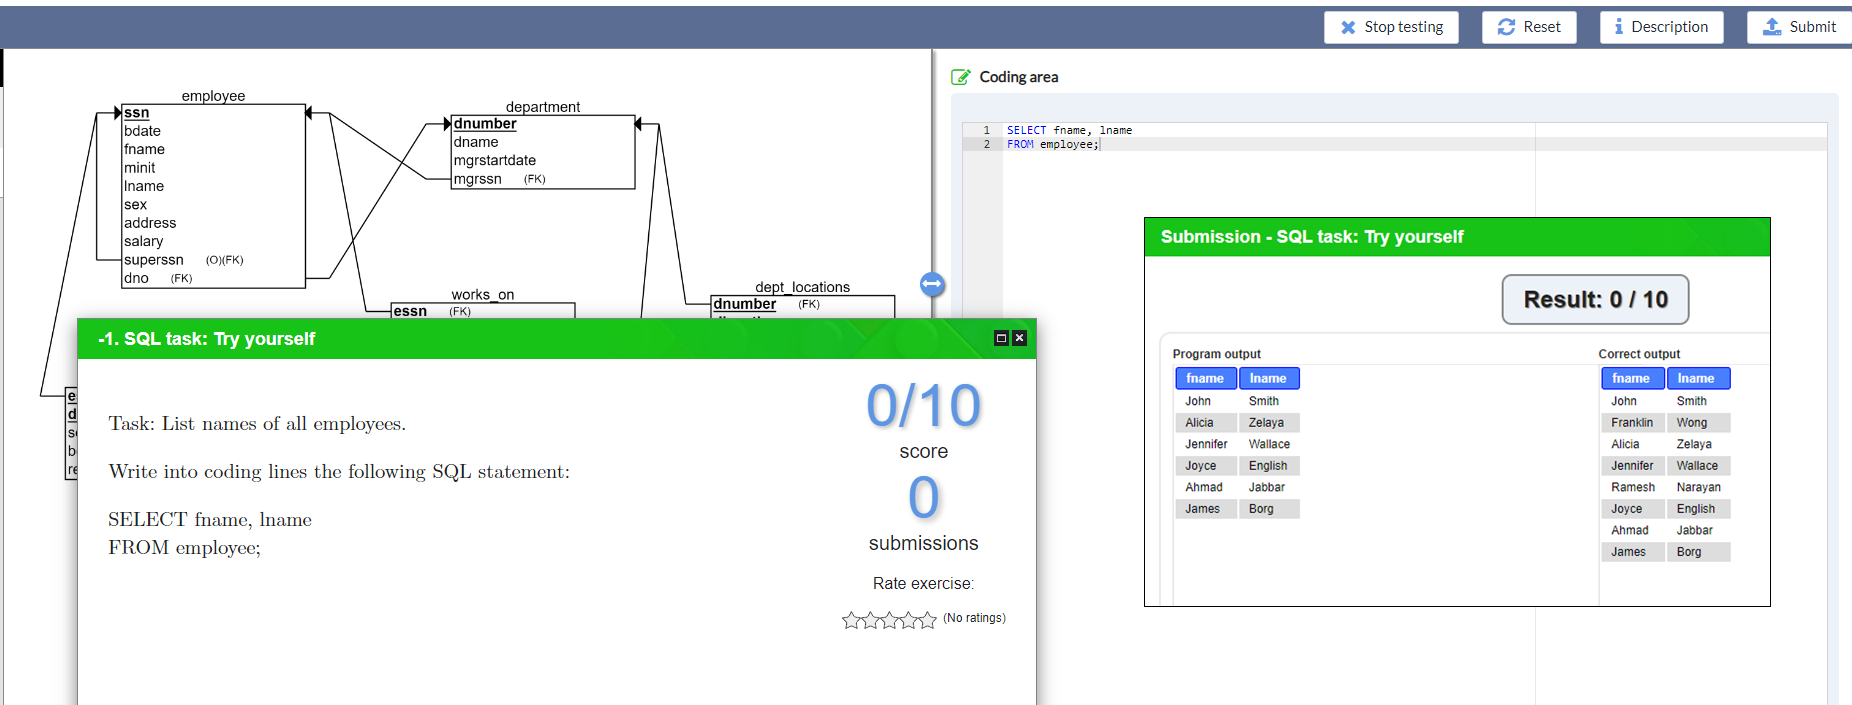 Stop testing
Reset
Description
Submit
employee
ssn
bdate
fname
minit
lname
sex
address
salary
superssn (O)(FK)
dno (FK)
department
dnumber
dname
mgrstartdate
mgrssn (FK)
works_on
essn (FK)
dept_locations
dnumber (FK)
Coding area
1 SELECT fname, lname
2 FROM employee;
-1. SQL task: Try yourself
Task: List names of all employees.
Write into coding lines the following SQL statement:
SELECT fname, lname
FROM employee;
0/10
score
0
submissions
Rate exercise:
(No ratings)
Submission - SQL task: Try yourself
Result: 0 / 10
Program output
fname lname
John Smith
Alicia Zelaya
Jennifer Wallace
Joyce English
Ahmad Jabbar
James Borg
Correct output
fname lname
John Smith
Franklin Wong
Alicia Zelaya
Jennifer Wallace
Ramesh Narayan
Joyce English
Ahmad Jabbar
James Borg